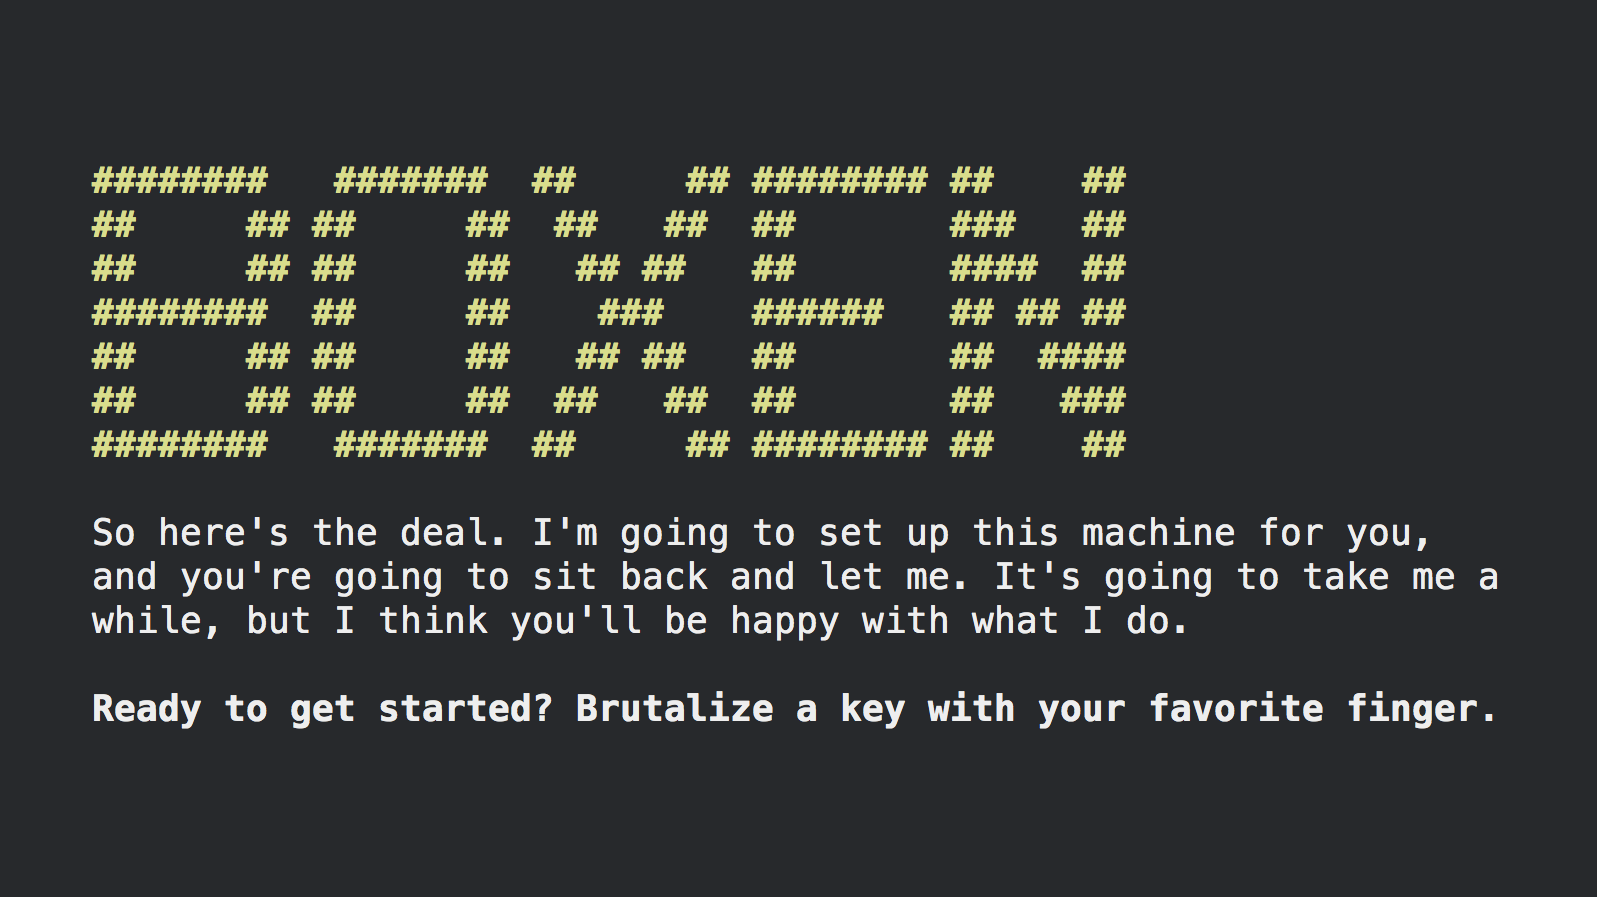 BOXEN
So here's the deal. I'm going to set up this machine for you,
and you're going to sit back and let me. It's going to take me a
while, but I think you'll be happy with what I do.
Ready to get started? Brutalize a key with your favorite finger.